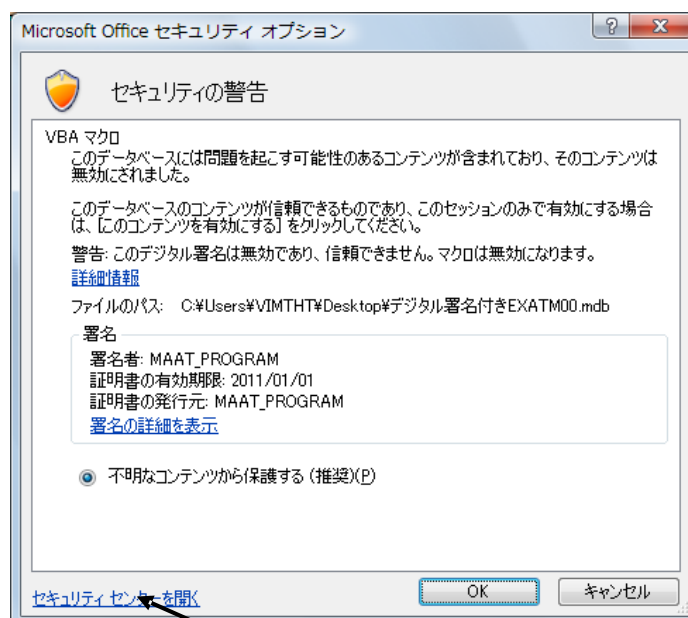 Microsoft Office セキュリティ オプション
セキュリティの警告
VBA マクロ
このデータベースには問題を起こす可能性のあるコンテンツが含まれており、そのコンテンツは
無効にされました。
このデータベースのコンテンツが信頼できるものであり、このセッションのみで有効にする場合
は、[このコンテンツを有効にする] をクリックしてください。
警告: このデジタル署名は無効であり、信頼できません。マクロは無効になります。
詳細情報
ファイルのパス: C:¥Users¥VIMTHT¥Desktop¥デジタル署名付きEXATM00.mdb
署名
署名者: MAAT_PROGRAM
証明書の有効期限: 2011/01/01
証明書の発行元: MAAT_PROGRAM
署名の詳細を表示
不明なコンテンツから保護する (推奨)(P)
セキュリティ センターを開く
OK
キャンセル